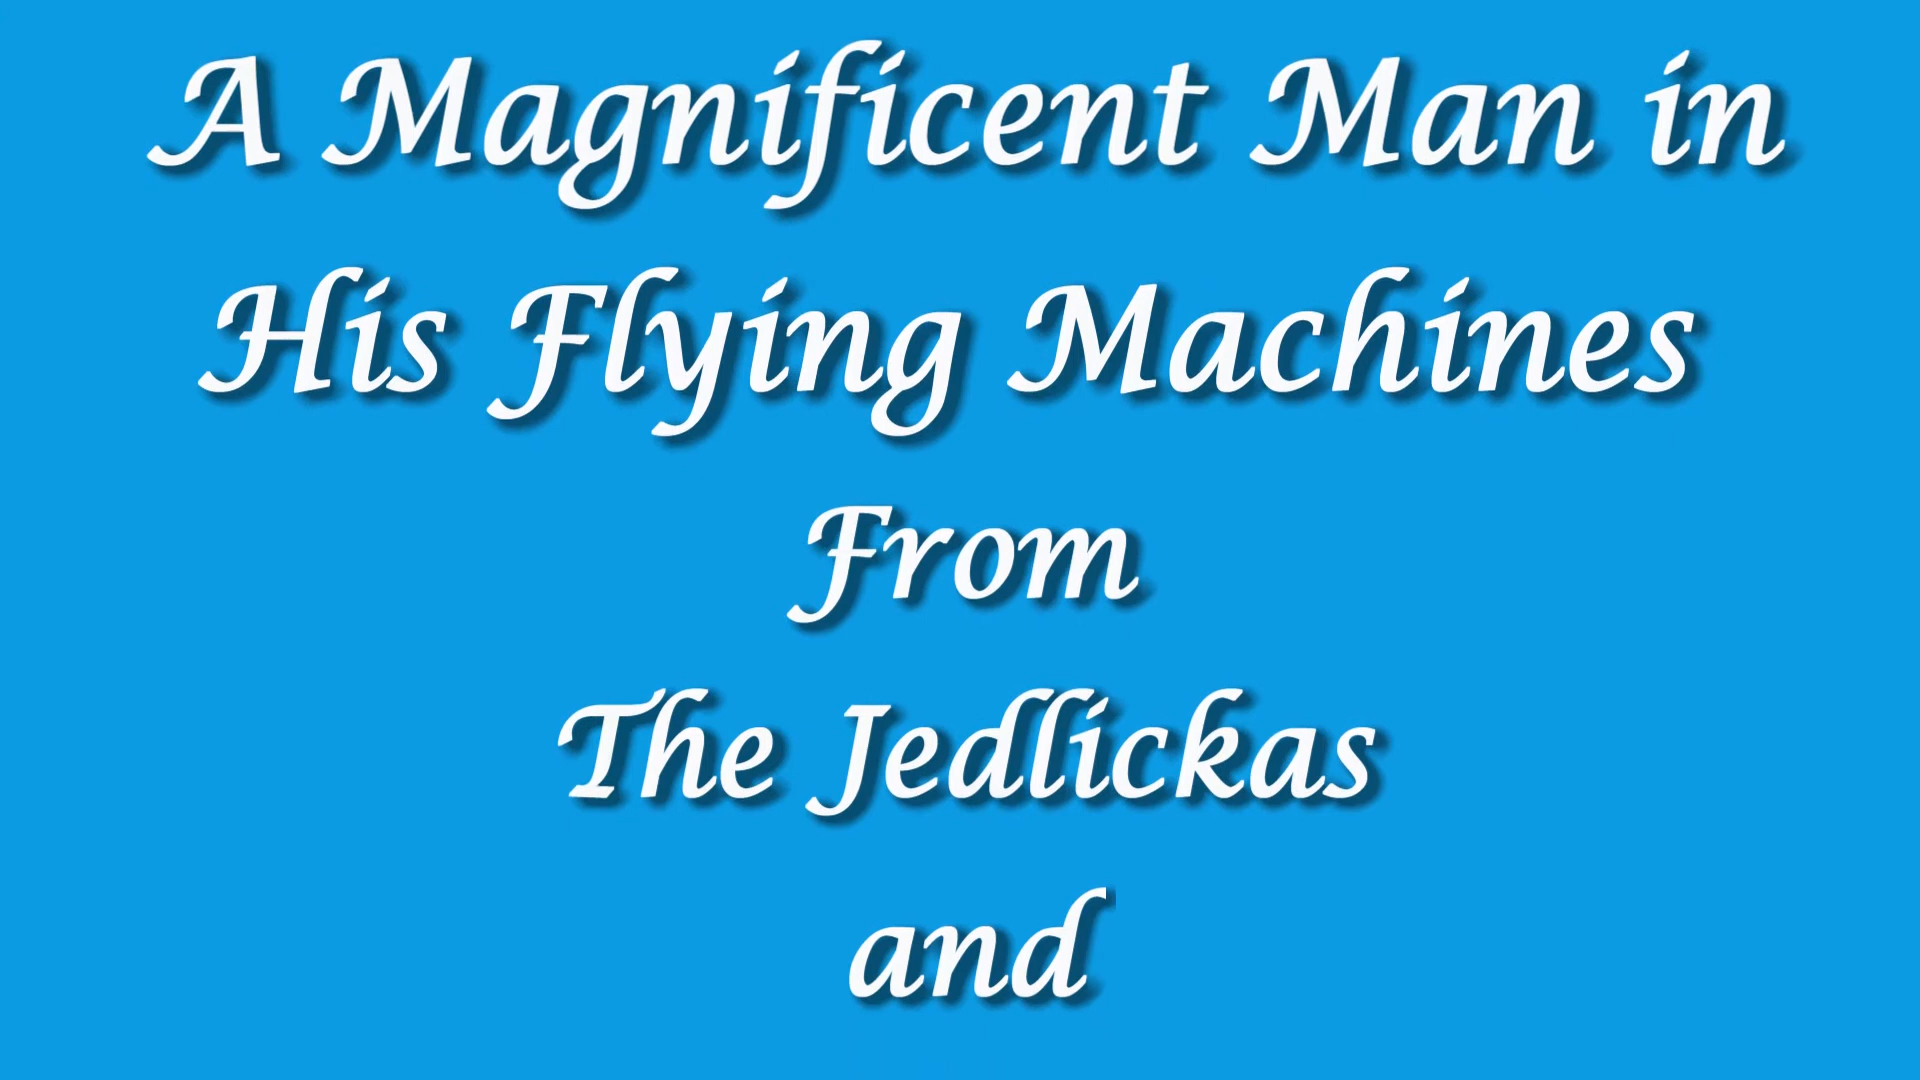 A Magnificent Man in
His Flying Machines
From
The Jedlickas
and